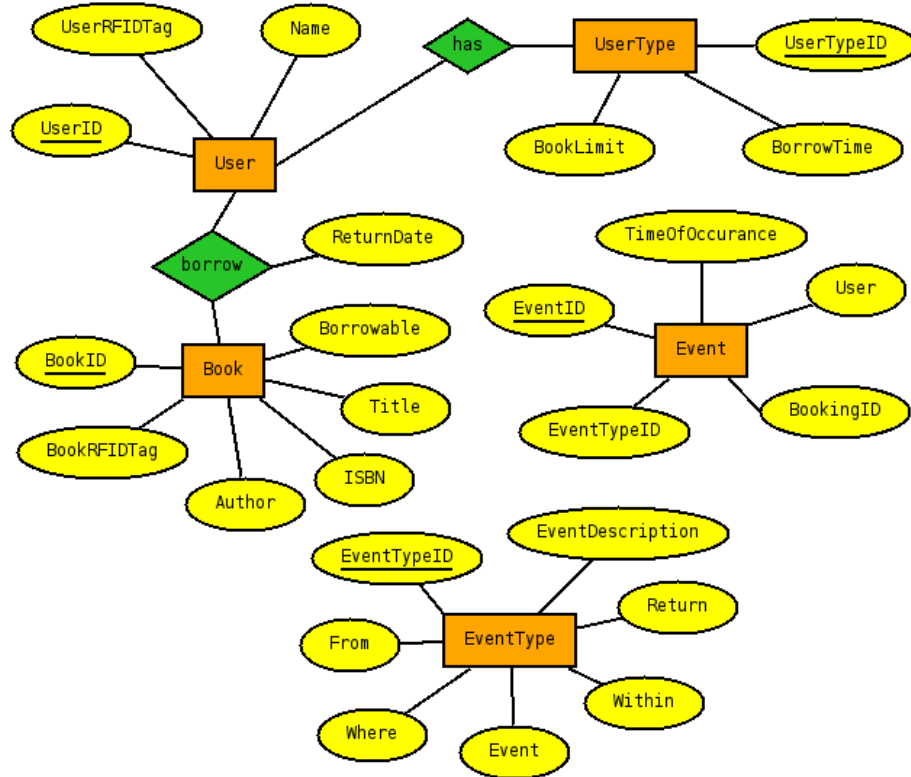 UserRFIDTag
Name
has
UserType
UserTypeID
UserID
User
BookLimit
BorrowTime
ReturnDate
borrow
TimeOfOccurance
User
EventID
Event
Borrowable
BookID
Book
Title
BookingID
EventTypeID
BookRFIDTag
ISBN
Author
EventDescription
EventTypeID
Return
From
EventType
Within
Where
Event